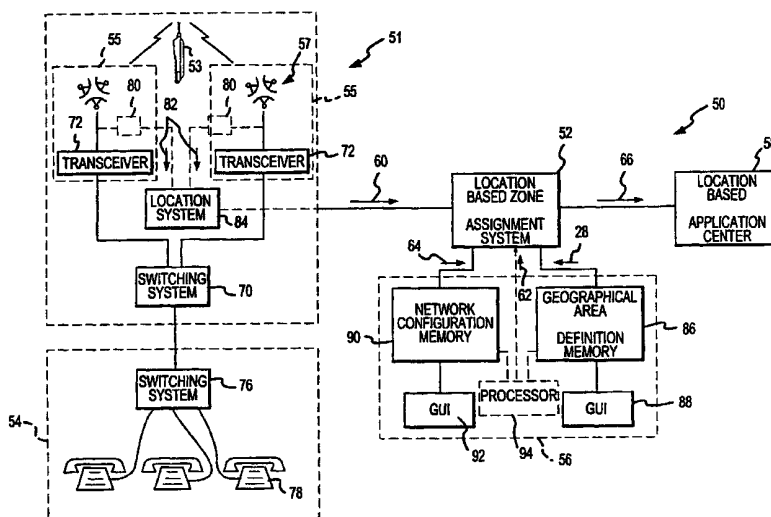 55
53
57
51
80
82
80
55
50
72
TRANSCEIVER
TRANSCEIVER
72
60
52
66
LOCATION
SYSTEM
84
LOCATION BASED ZONE
ASSIGNMENT
SYSTEM
LOCATION
BASED
APPLICATION
CENTER
64
28
62
SWITCHING
SYSTEM
70
90
NETWORK
CONFIGURATION
MEMORY
GEOGRAPHICAL
AREA
DEFINITION
MEMORY
86
SWITCHING
SYSTEM
76
54
GUI
92
PROCESSOR
94
GUI
88
56
78